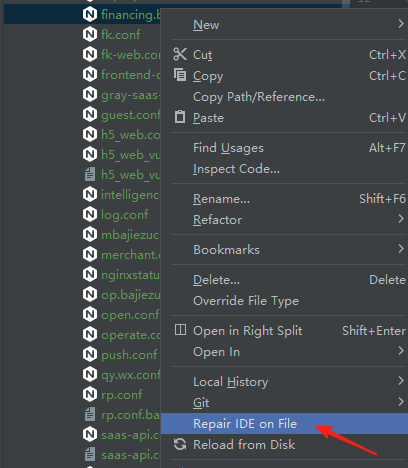 financing.b
fk.conf
fk-web.con
frontend-c
gray-saas-
guest.conf
h5_web.co
h5_web_vu
h5_web_vu
intelligence
log.conf
mbajiezuc
merchant.c
nginxstatu
op.bajiezu
open.conf
operate.co
push.conf
qy.wx.conf
rp.conf
rp.conf.ba
saas-api.c
saas-api.c
New
Cut Ctrl+X
Copy Ctrl+C
Copy Path/Reference...
Paste Ctrl+V
Find Usages Alt+F7
Inspect Code...
Rename... Shift+F6
Refactor
Bookmarks
Delete... Delete
Override File Type
Open in Right Split Shift+Enter
Open In
Local History
Git
Repair IDE on File
Reload from Disk